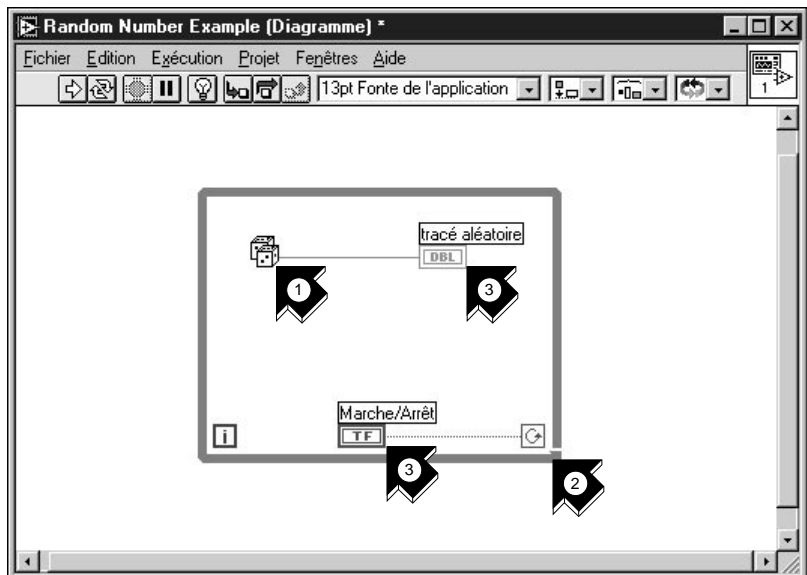 Random Number Example (Diagramme) *
Fichier Edition Exécution Projet Fenêtres Aide
13pt Fonte de l'application
1
tracé aléatoire
DBL
1
3
Marche/Arrêt
i
TF
3
2